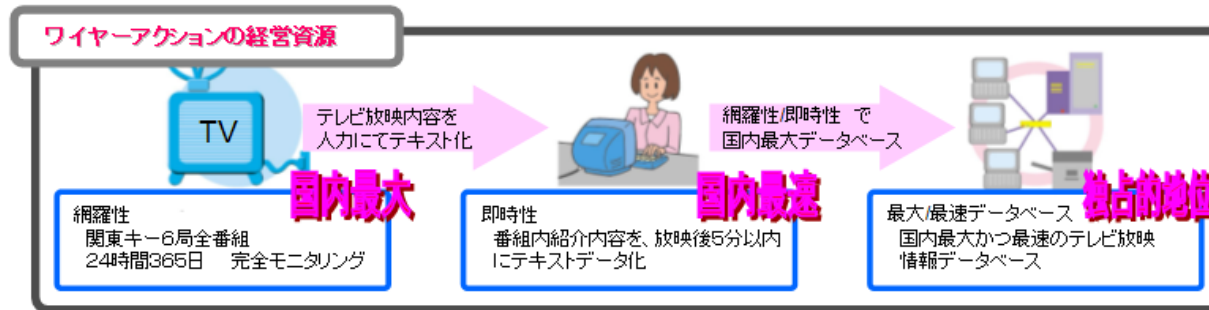 ワイヤーアクションの経営資源
TV
テレビ放映内容を
人力にてテキスト化
網羅性/即時性 で
国内最大データベース
国内最大
網羅性
関東キー6局全番組
24時間365日 完全モニタリング
国内最速
即時性
番組内紹介内容を、放映後5分以内
にテキストデータ化
独占的地位
最大/最速データベース
国内最大かつ最速のテレビ放映
情報データベース